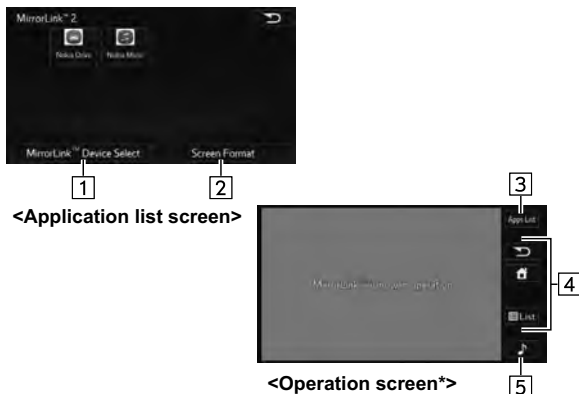 MirrorLink™ 2
Nokia Drive Nokia Music
MirrorLink™ Device Select Screen Format
1 2
<Application list screen>
3
Apps List
4
List
5
<Operation screen*>